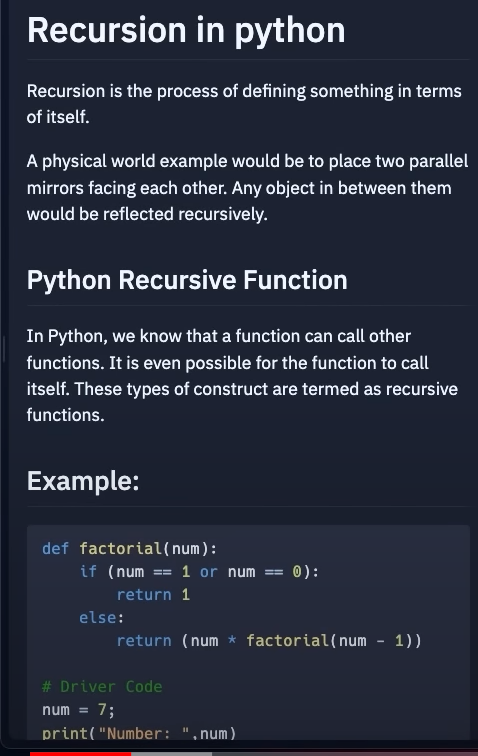 Recursion in python
Recursion is the process of defining something in terms
of itself.
A physical world example would be to place two parallel
mirrors facing each other. Any object in between them
would be reflected recursively.
Python Recursive Function
In Python, we know that a function can call other
functions. It is even possible for the function to call
itself. These types of construct are termed as recursive
functions.
Example:
def factorial(num):
    if (num == 1 or num == 0):
        return 1
    else:
        return (num * factorial(num - 1))
# Driver Code
num = 7;
print("Number: ",num)